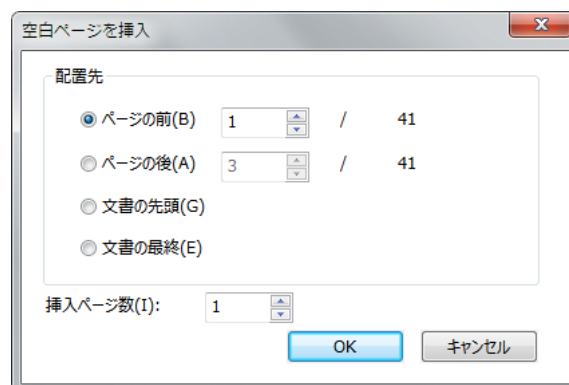 空白ページを挿入
配置先
ページの前(B) 1 / 41
ページの後(A) 3 / 41
文書の先頭(G)
文書の最終(E)
挿入ページ数(I): 1
OK キャンセル